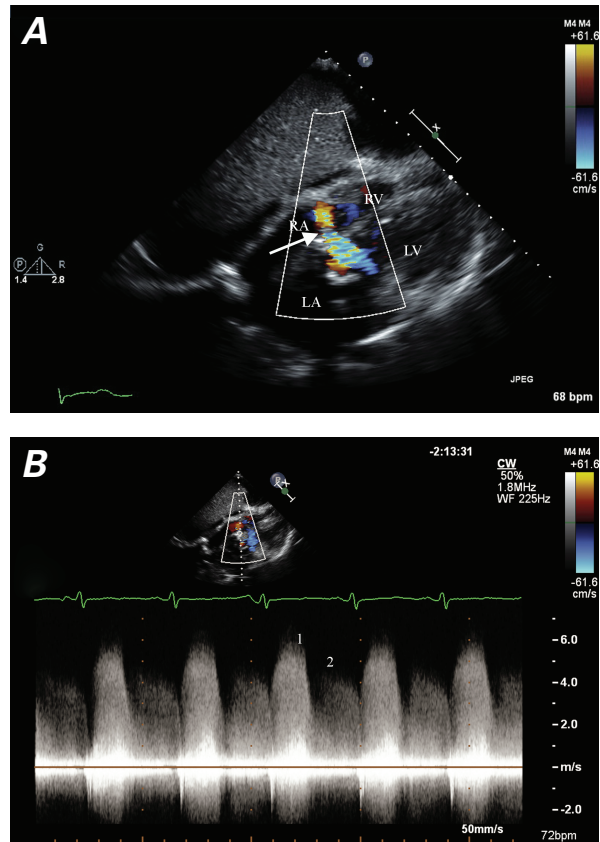 A
M4 M4
+61.6
-61.6
cm/s
P
RV
RA
LV
LA
G
P R
1.4 2.8
JPEG
68 bpm
B
-2:13:31
CW
50%
1.8MHz
WF 225Hz
M4 M4
+61.6
-61.6
cm/s
1
2
6.0
4.0
2.0
m/s
-2.0
50mm/s
72bpm